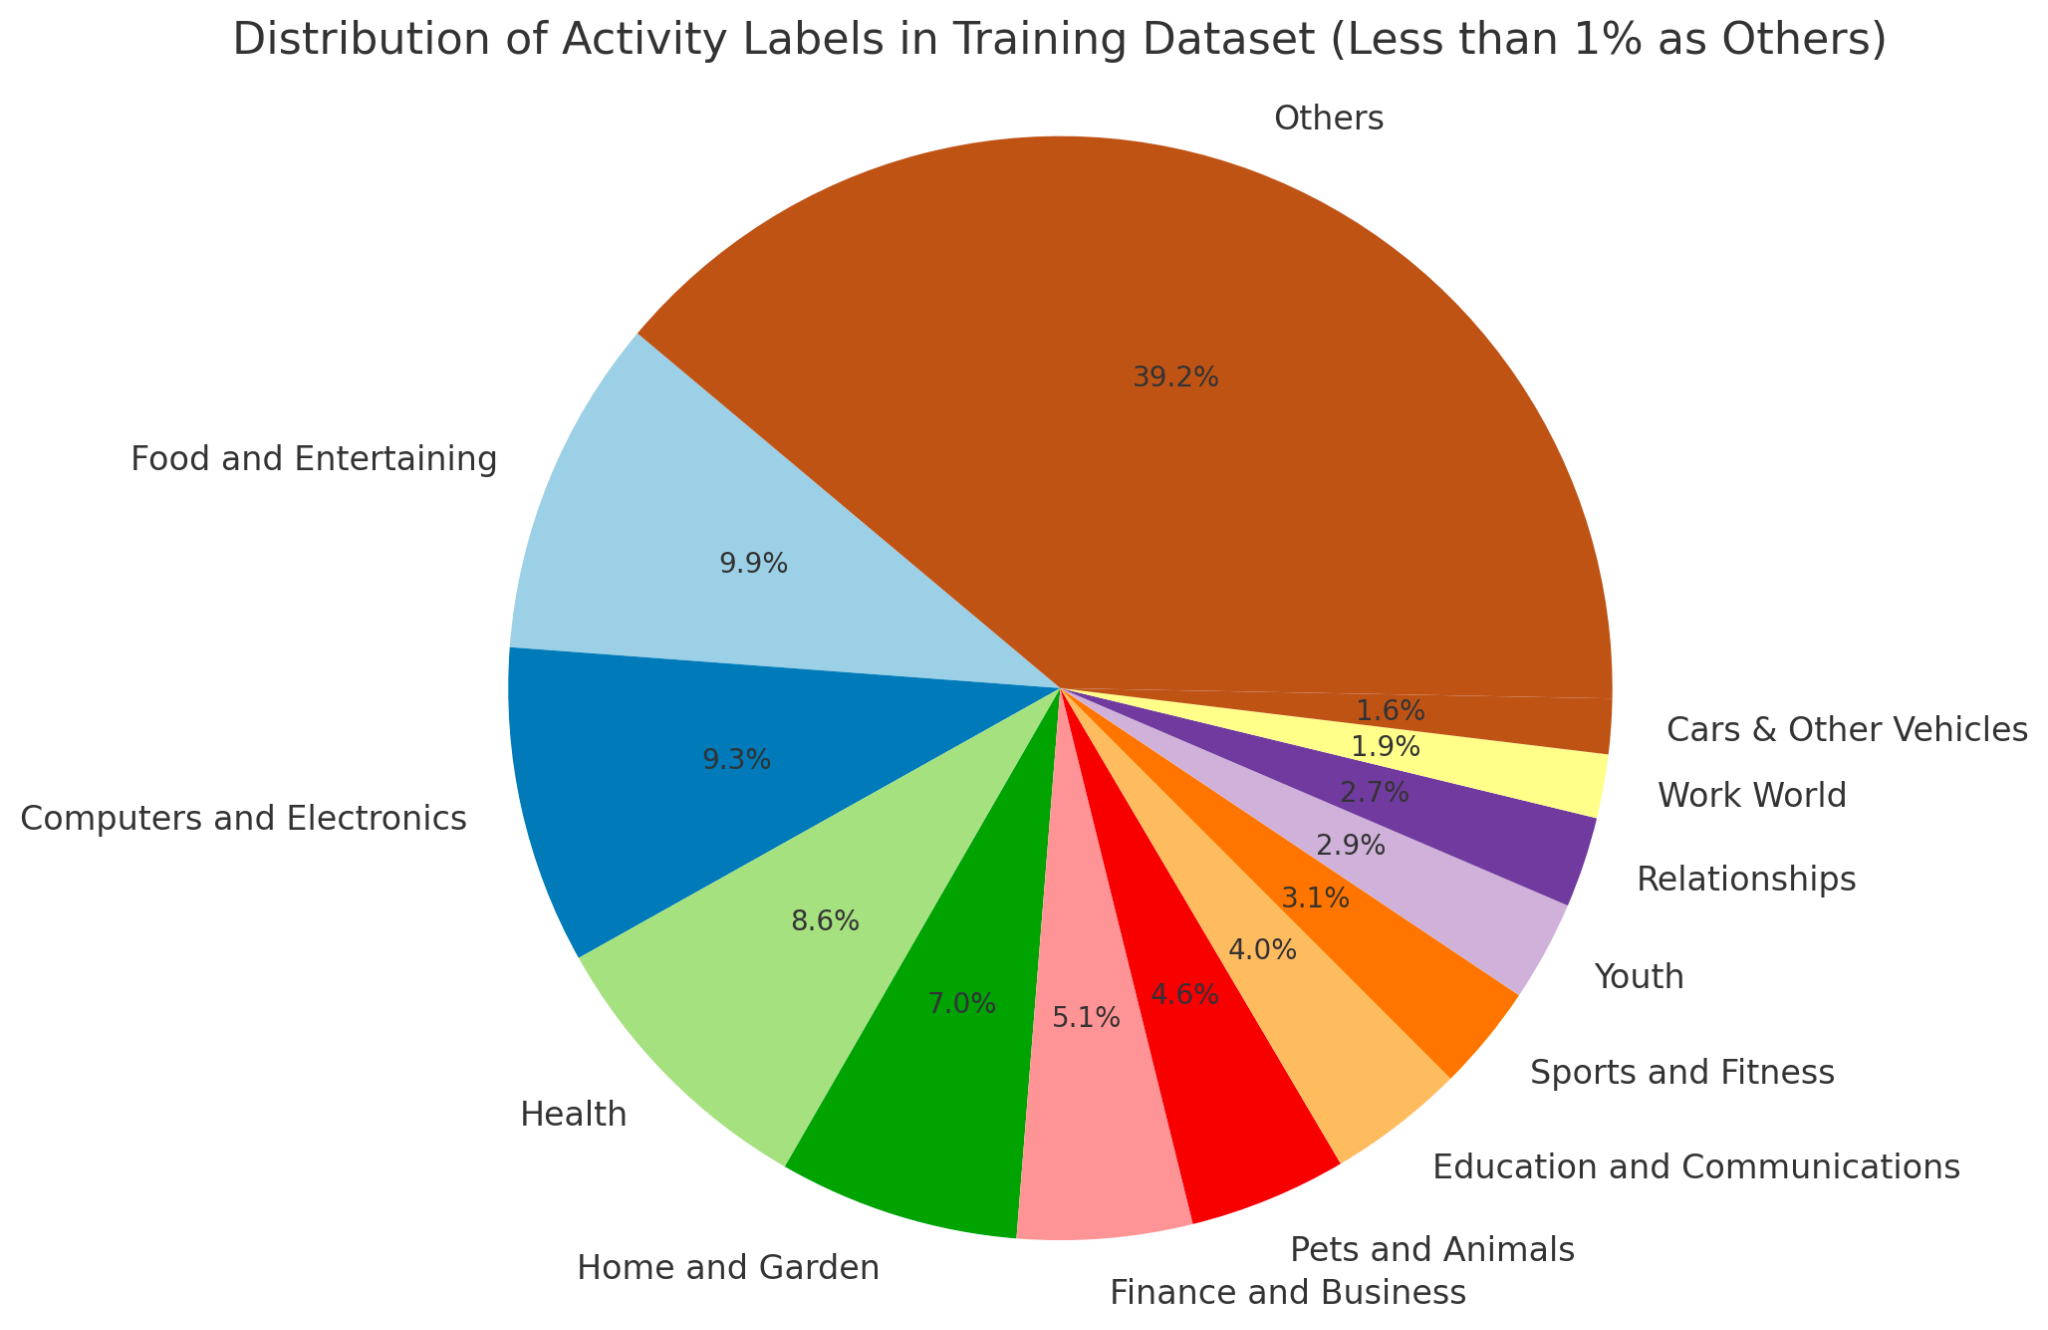 Distribution of Activity Labels in Training Dataset (Less than 1% as Others)
Others
39.2%
Food and Entertaining
9.9%
Computers and Electronics
9.3%
Health
8.6%
Home and Garden
7.0%
Finance and Business
5.1%
Pets and Animals
4.6%
Education and Communications
4.0%
Sports and Fitness
3.1%
Youth
2.9%
Relationships
2.7%
Work World
1.9%
Cars & Other Vehicles
1.6%